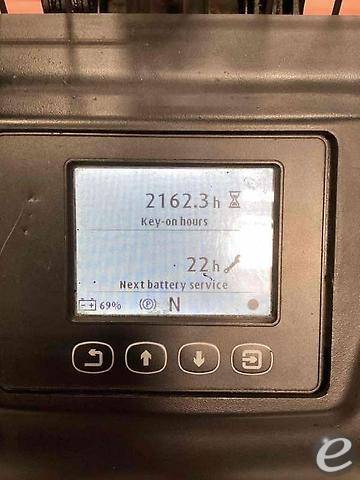 2162.3 h
Key-on hours
22 h
Next battery service
- + 69% (P) N
e